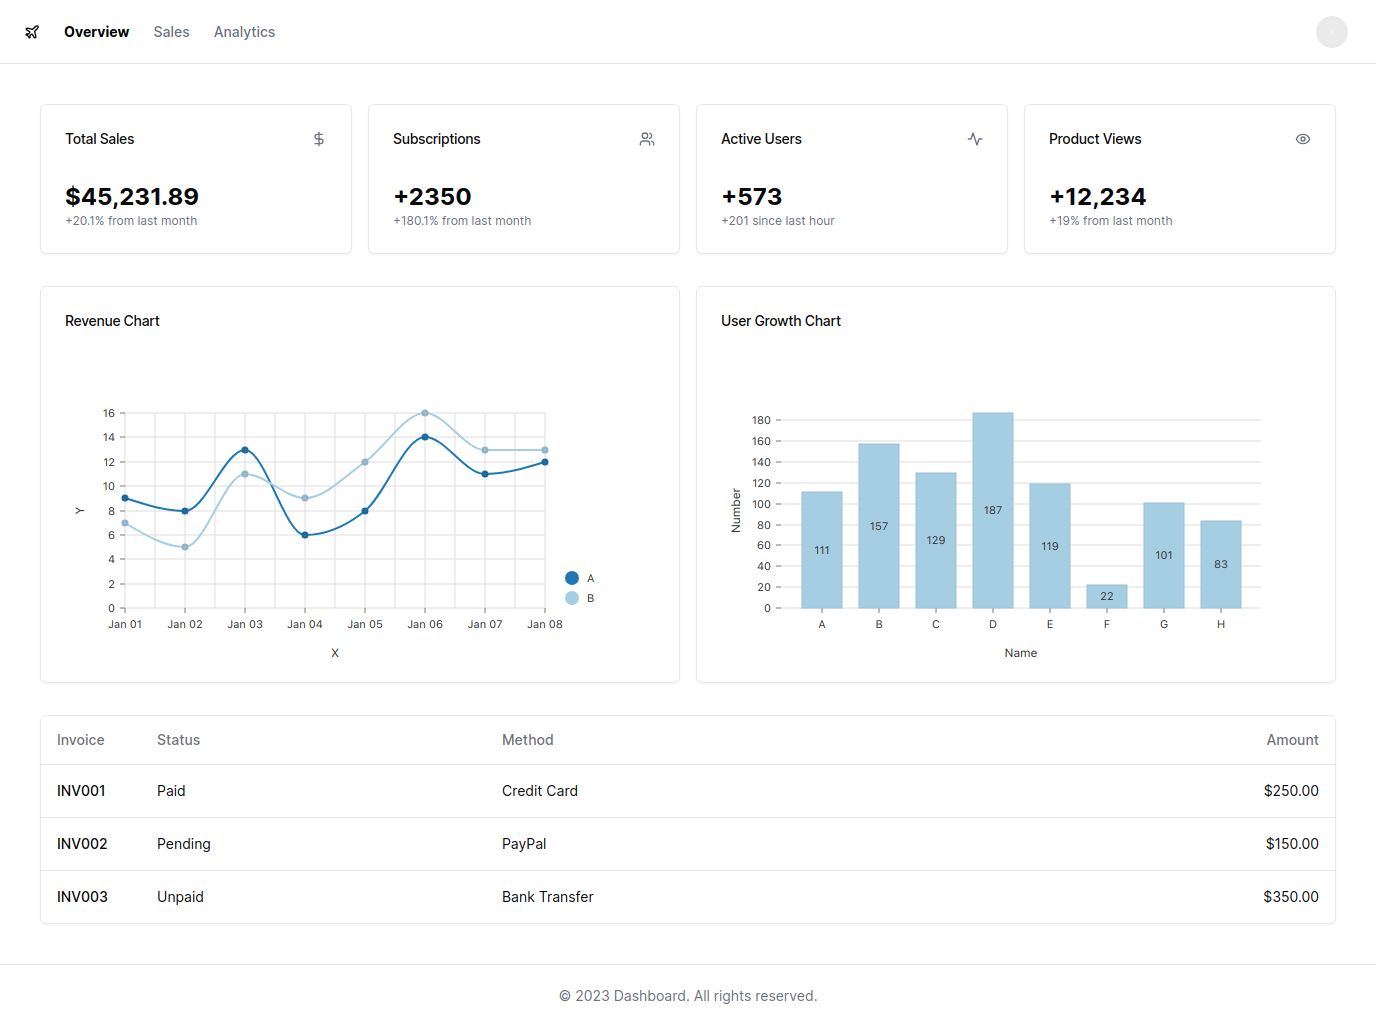 Overview Sales Analytics
Total Sales
$45,231.89
+20.1% from last month
Subscriptions
+2350
+180.1% from last month
Active Users
+573
+201 since last hour
Product Views
+12,234
+19% from last month
Revenue Chart
16
14
12
10
8
6
4
2
0
Y
Jan 01 Jan 02 Jan 03 Jan 04 Jan 05 Jan 06 Jan 07 Jan 08
X
A
B
User Growth Chart
180
160
140
120
100
80
60
40
20
0
Number
111 157 129 187 119 22 101 83
A B C D E F G H
Name
Invoice Status Method Amount
INV001 Paid Credit Card $250.00
INV002 Pending PayPal $150.00
INV003 Unpaid Bank Transfer $350.00
© 2023 Dashboard. All rights reserved.